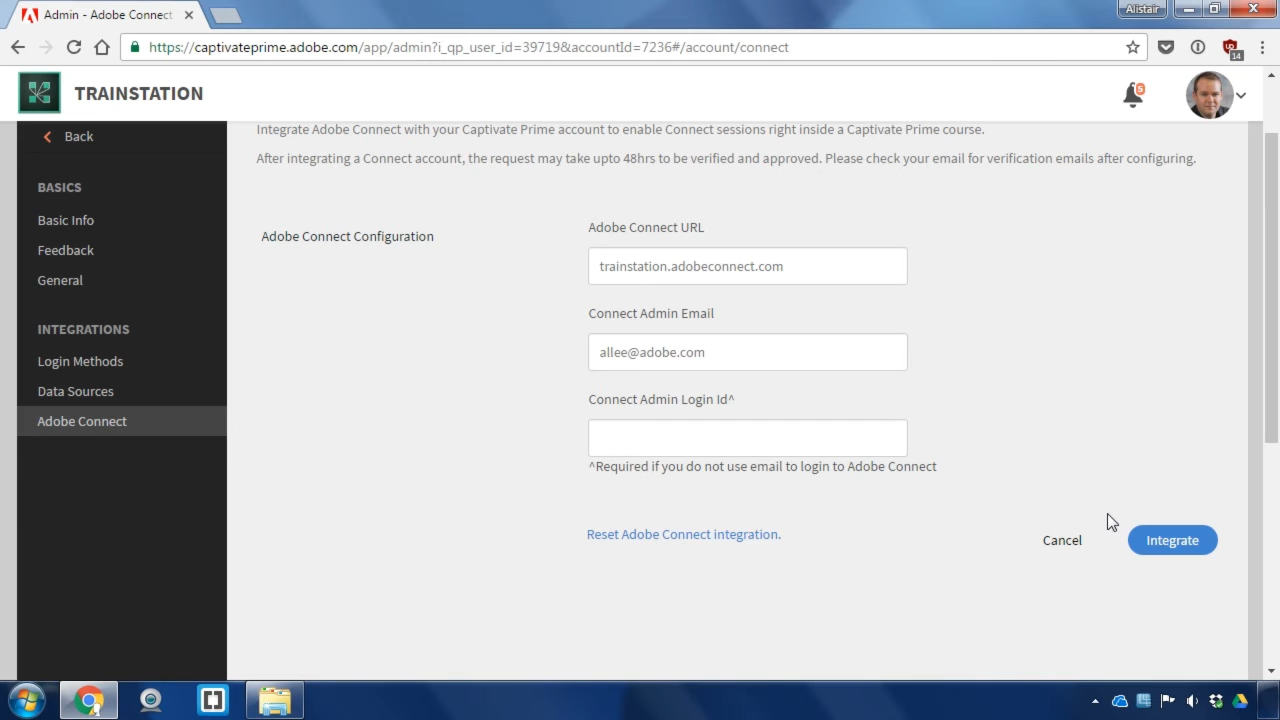 Admin - Adobe Connect
Alistair
https://captivateprime.adobe.com/app/admin?i_qp_user_id=39719&accountId=7236#/account/connect
14
TRAINSTATION
5
Back
Integrate Adobe Connect with your Captivate Prime account to enable Connect sessions right inside a Captivate Prime course.
After integrating a Connect account, the request may take upto 48hrs to be verified and approved. Please check your email for verification emails after configuring.
BASICS
Basic Info
Feedback
General
INTEGRATIONS
Login Methods
Data Sources
Adobe Connect
Adobe Connect Configuration
Adobe Connect URL
trainstation.adobeconnect.com
Connect Admin Email
allee@adobe.com
Connect Admin Login Id^
^Required if you do not use email to login to Adobe Connect
Reset Adobe Connect integration.
Cancel
Integrate